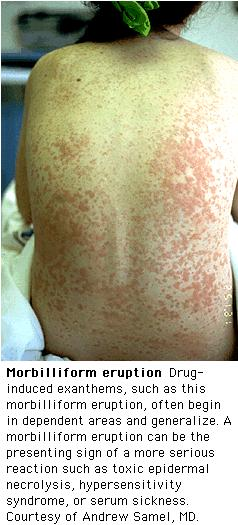 Morbilliform eruption Drug-
induced exanthems, such as this
morbilliform eruption, often begin
in dependent areas and generalize. A
morbilliform eruption can be the
presenting sign of a more serious
reaction such as toxic epidermal
necrolysis, hypersensitivity
syndrome, or serum sickness.
Courtesy of Andrew Samel, MD.